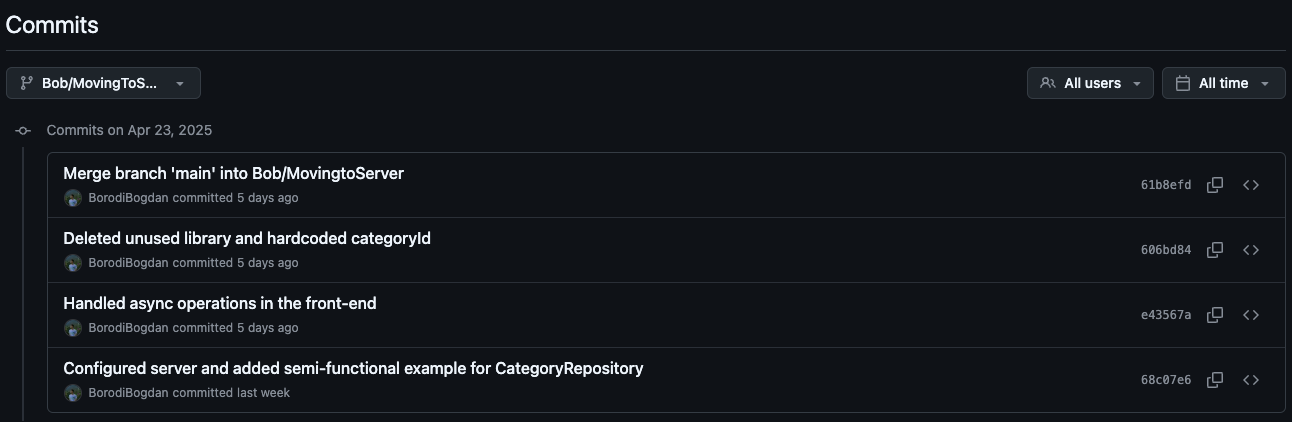 Commits
Bob/MovingToS...
All users
All time
Commits on Apr 23, 2025
Merge branch 'main' into Bob/MovingtoServer
BorodiBogdan committed 5 days ago
61b8efd
Deleted unused library and hardcoded categoryId
BorodiBogdan committed 5 days ago
606bd84
Handled async operations in the front-end
BorodiBogdan committed 5 days ago
e43567a
Configured server and added semi-functional example for CategoryRepository
BorodiBogdan committed last week
68c07e6